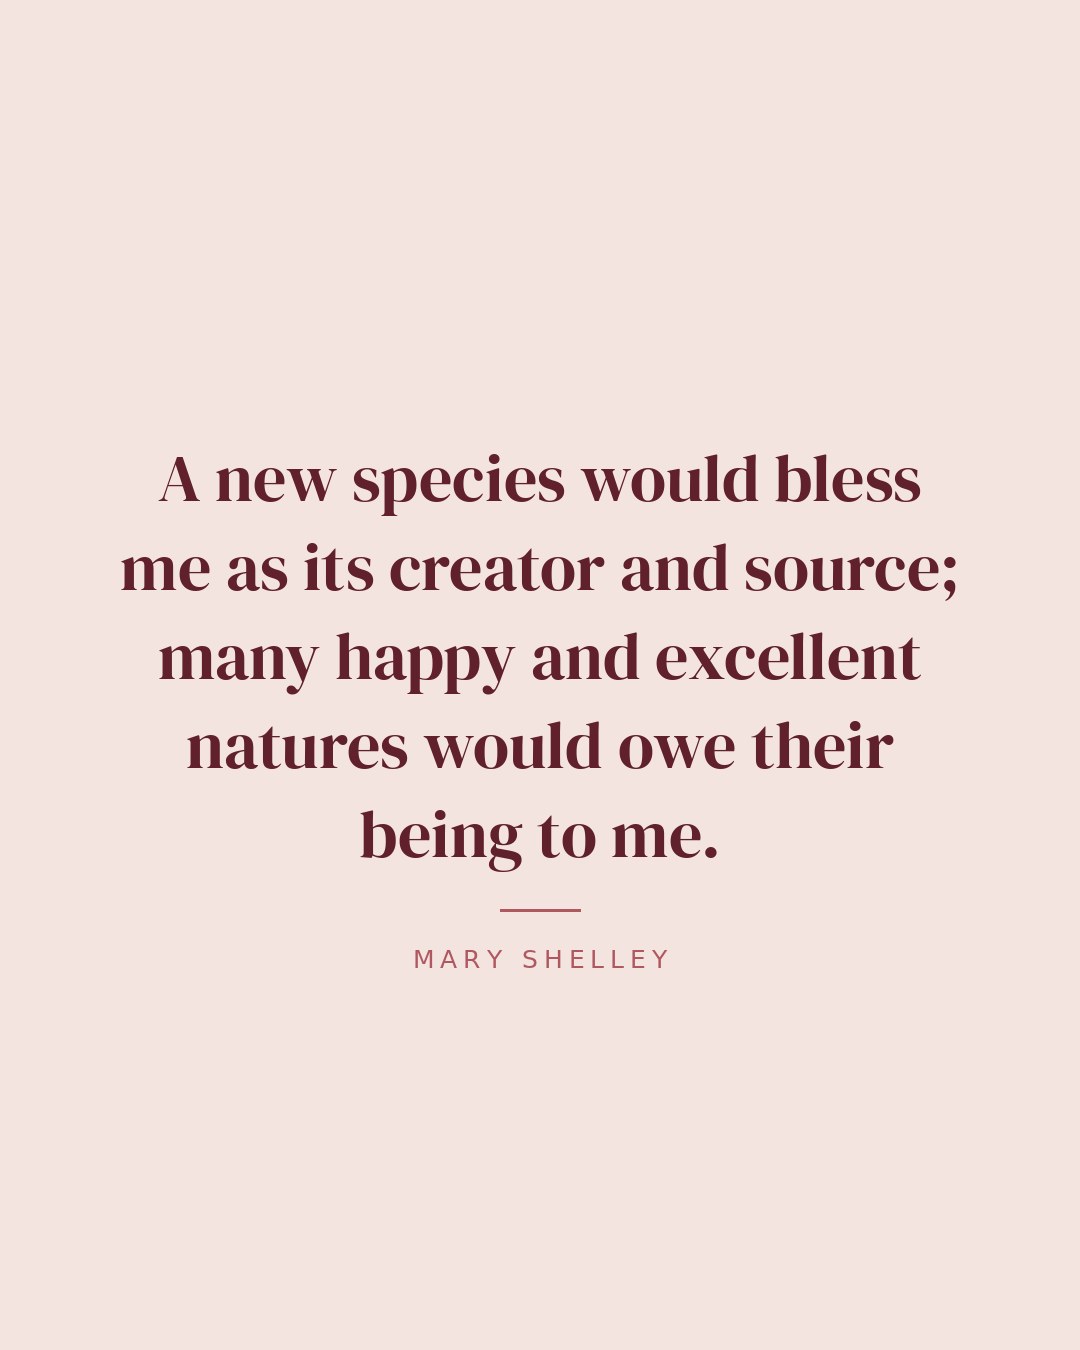 A new species would bless
me as its creator and source;
many happy and excellent
natures would owe their
being to me.
MARY SHELLEY